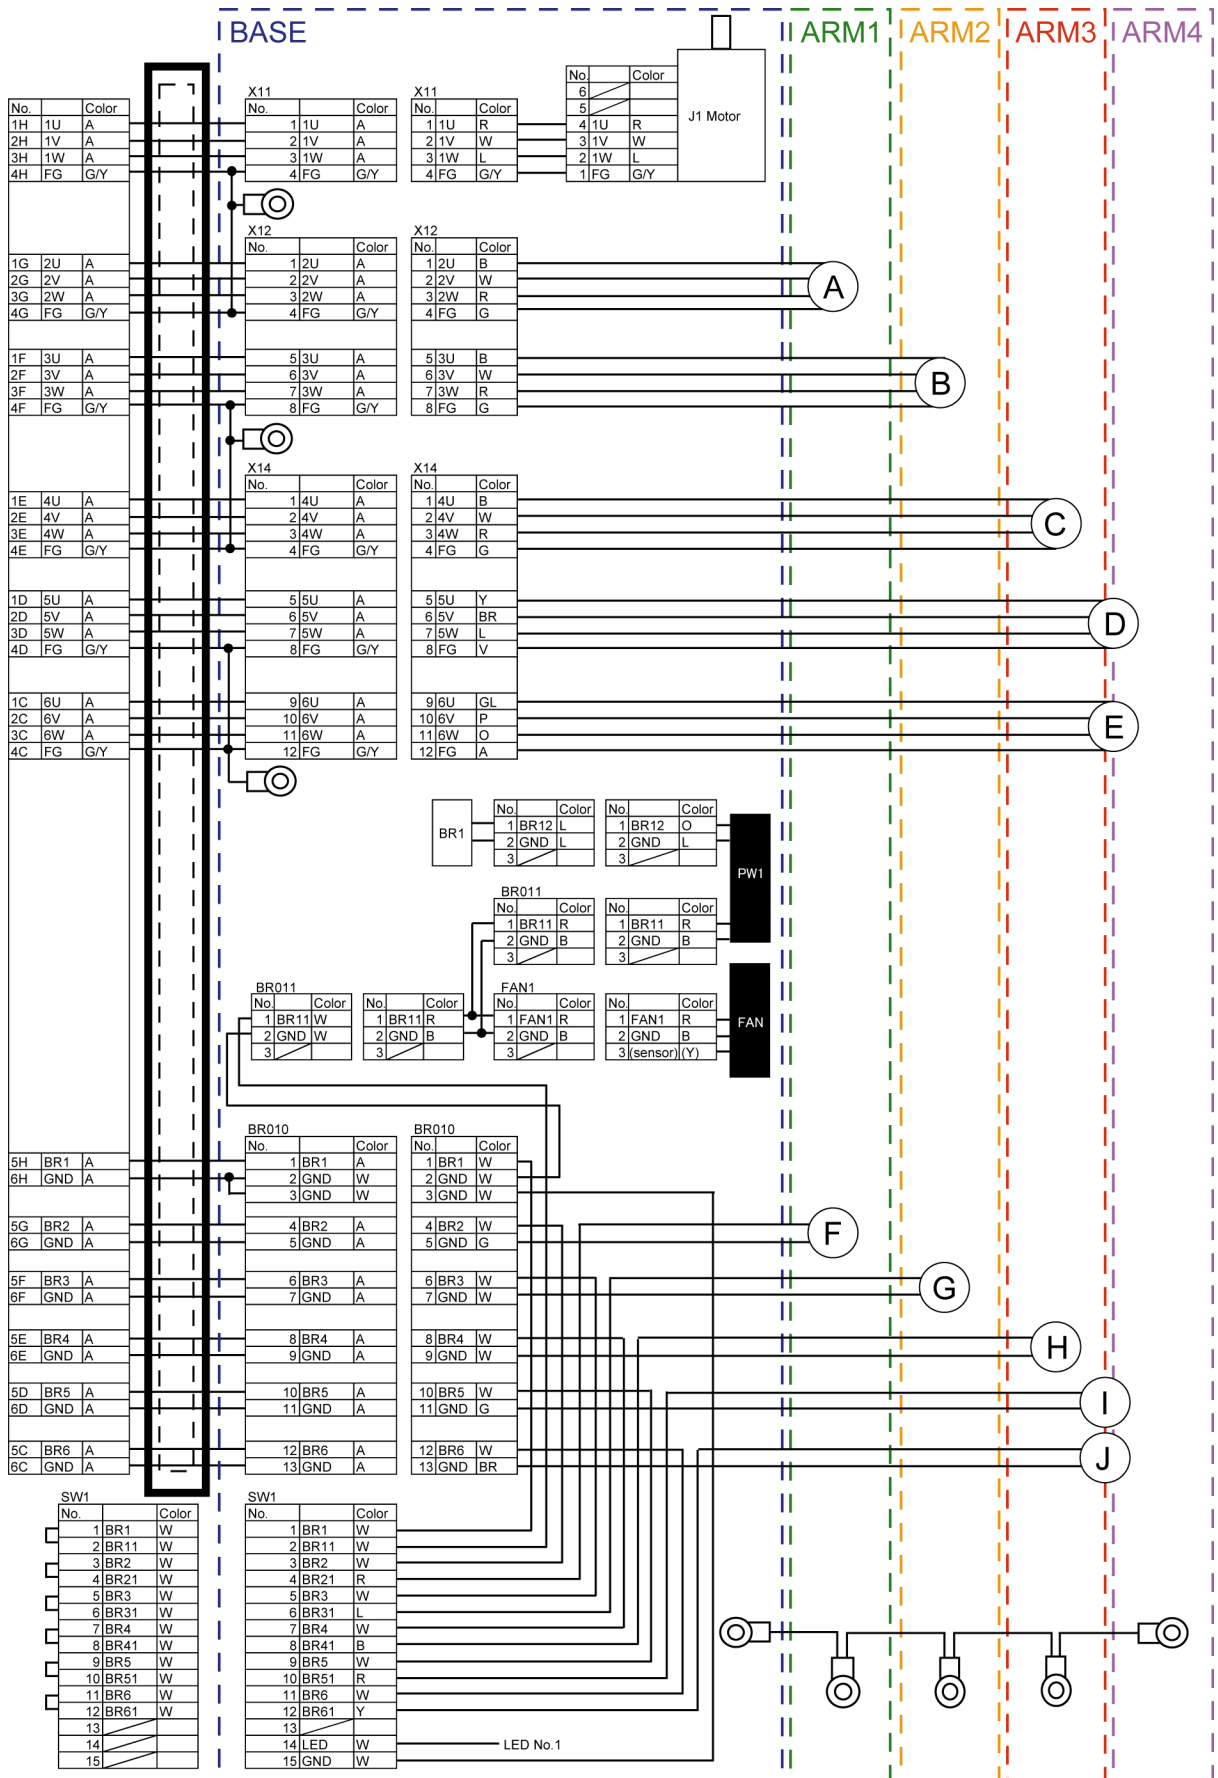 BASE ARM1 ARM2 ARM3 ARM4
No. Color
1H 1U A
2H 1V A
3H 1W A
4H FG G/Y
1G 2U A
2G 2V A
3G 2W A
4G FG G/Y
1F 3U A
2F 3V A
3F 3W A
4F FG G/Y
1E 4U A
2E 4V A
3E 4W A
4E FG G/Y
1D 5U A
2D 5V A
3D 5W A
4D FG G/Y
1C 6U A
2C 6V A
3C 6W A
4C FG G/Y
5H BR1 A
6H GND A
5G BR2 A
6G GND A
5F BR3 A
6F GND A
5E BR4 A
6E GND A
5D BR5 A
6D GND A
5C BR6 A
6C GND A
X11
No. Color
1 1U A
2 1V A
3 1W A
4 FG G/Y
X11
No. Color
1 1U R
2 1V W
3 1W L
4 FG G/Y
No. Color
6
5
4 1U R
3 1V W
2 1W L
1 FG G/Y
J1 Motor
X12
No. Color
1 2U A
2 2V A
3 2W A
4 FG G/Y
5 3U A
6 3V A
7 3W A
8 FG G/Y
X12
No. Color
1 2U B
2 2V W
3 2W R
4 FG G
5 3U B
6 3V W
7 3W R
8 FG G
A
B
X14
No. Color
1 4U A
2 4V A
3 4W A
4 FG G/Y
5 5U A
6 5V A
7 5W A
8 FG G/Y
9 6U A
10 6V A
11 6W A
12 FG G/Y
X14
No. Color
1 4U B
2 4V W
3 4W R
4 FG G
5 5U Y
6 5V BR
7 5W L
8 FG V
9 6U GL
10 6V P
11 6W O
12 FG A
C
D
E
BR1
No. Color
1 BR12 L
2 GND L
3
No. Color
1 BR12 O
2 GND L
3
PW1
BR011
No. Color
1 BR11 R
2 GND B
3
No. Color
1 BR11 R
2 GND B
3
BR011
No. Color
1 BR11 W
2 GND W
3
No. Color
1 BR11 R
2 GND B
3
FAN1
No. Color
1 FAN1 R
2 GND B
3
No. Color
1 FAN1 R
2 GND B
3 (sensor) (Y)
FAN
BR010
No. Color
1 BR1 A
2 GND W
3 GND W
4 BR2 A
5 GND A
6 BR3 A
7 GND A
8 BR4 A
9 GND A
10 BR5 A
11 GND A
12 BR6 A
13 GND A
BR010
No. Color
1 BR1 W
2 GND W
3 GND W
4 BR2 W
5 GND G
6 BR3 W
7 GND W
8 BR4 W
9 GND W
10 BR5 W
11 GND G
12 BR6 W
13 GND BR
F
G
H
I
J
SW1
No. Color
1 BR1 W
2 BR11 W
3 BR2 W
4 BR21 W
5 BR3 W
6 BR31 W
7 BR4 W
8 BR41 W
9 BR5 W
10 BR51 W
11 BR6 W
12 BR61 W
13
14
15
SW1
No. Color
1 BR1 W
2 BR11 W
3 BR2 W
4 BR21 R
5 BR3 W
6 BR31 L
7 BR4 W
8 BR41 B
9 BR5 W
10 BR51 R
11 BR6 W
12 BR61 Y
13
14 LED W
15 GND W
LED No.1